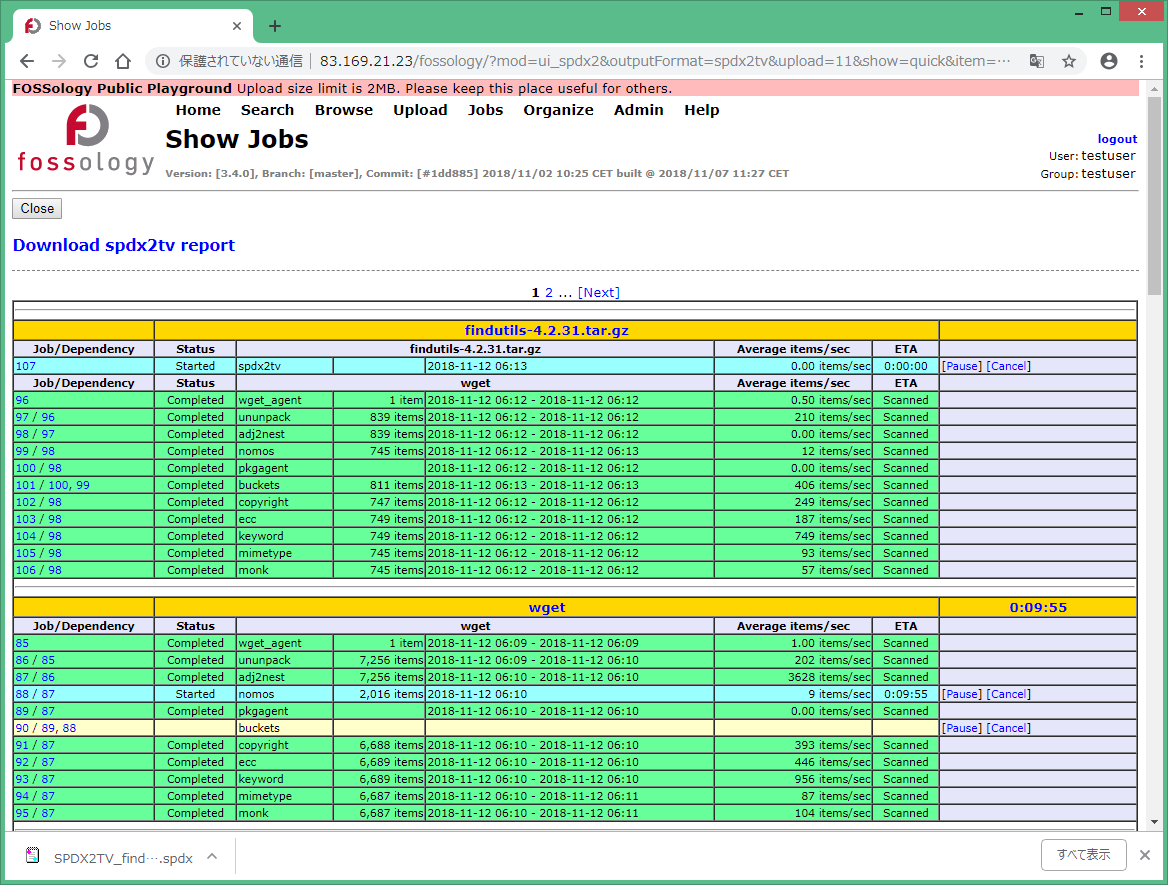 Show Jobs
保護されていない通信 83.169.21.23/fossology/?mod=ui_spdx2&outputFormat=spdx2tv&upload=11&show=quick&item=⋯
FOSSology Public Playground Upload size limit is 2MB. Please keep this place useful for others.
Home Search Browse Upload Jobs Organize Admin Help
fossology
Show Jobs
Version: [3.4.0], Branch: [master], Commit: [#1dd885] 2018/11/02 10:25 CET built @ 2018/11/07 11:27 CET
logout
User: testuser
Group: testuser
Close
Download spdx2tv report
1 2 ... [Next]
findutils-4.2.31.tar.gz
Job/Dependency Status findutils-4.2.31.tar.gz Average items/sec ETA
107 Started spdx2tv 2018-11-12 06:13 0.00 items/sec 0:00:00 [Pause] [Cancel]
Job/Dependency Status wget Average items/sec ETA
96 Completed wget_agent 1 item 2018-11-12 06:12 - 2018-11-12 06:12 0.50 items/sec Scanned
97 / 96 Completed ununpack 839 items 2018-11-12 06:12 - 2018-11-12 06:12 210 items/sec Scanned
98 / 97 Completed adj2nest 839 items 2018-11-12 06:12 - 2018-11-12 06:12 0.00 items/sec Scanned
99 / 98 Completed nomos 745 items 2018-11-12 06:12 - 2018-11-12 06:13 12 items/sec Scanned
100 / 98 Completed pkgagent 2018-11-12 06:12 - 2018-11-12 06:12 0.00 items/sec Scanned
101 / 100, 99 Completed buckets 811 items 2018-11-12 06:13 - 2018-11-12 06:13 406 items/sec Scanned
102 / 98 Completed copyright 747 items 2018-11-12 06:12 - 2018-11-12 06:12 249 items/sec Scanned
103 / 98 Completed ecc 749 items 2018-11-12 06:12 - 2018-11-12 06:12 187 items/sec Scanned
104 / 98 Completed keyword 749 items 2018-11-12 06:12 - 2018-11-12 06:12 749 items/sec Scanned
105 / 98 Completed mimetype 745 items 2018-11-12 06:12 - 2018-11-12 06:12 93 items/sec Scanned
106 / 98 Completed monk 745 items 2018-11-12 06:12 - 2018-11-12 06:12 57 items/sec Scanned
wget 0:09:55
Job/Dependency Status wget Average items/sec ETA
85 Completed wget_agent 1 item 2018-11-12 06:09 - 2018-11-12 06:09 1.00 items/sec Scanned
86 / 85 Completed ununpack 7,256 items 2018-11-12 06:09 - 2018-11-12 06:10 202 items/sec Scanned
87 / 86 Completed adj2nest 7,256 items 2018-11-12 06:10 - 2018-11-12 06:10 3628 items/sec Scanned
88 / 87 Started nomos 2,016 items 2018-11-12 06:10 9 items/sec 0:09:55 [Pause] [Cancel]
89 / 87 Completed pkgagent 2018-11-12 06:10 - 2018-11-12 06:10 0.00 items/sec Scanned
90 / 89, 88 buckets [Pause] [Cancel]
91 / 87 Completed copyright 6,688 items 2018-11-12 06:10 - 2018-11-12 06:10 393 items/sec Scanned
92 / 87 Completed ecc 6,689 items 2018-11-12 06:10 - 2018-11-12 06:10 446 items/sec Scanned
93 / 87 Completed keyword 6,689 items 2018-11-12 06:10 - 2018-11-12 06:10 956 items/sec Scanned
94 / 87 Completed mimetype 6,687 items 2018-11-12 06:10 - 2018-11-12 06:11 87 items/sec Scanned
95 / 87 Completed monk 6,687 items 2018-11-12 06:10 - 2018-11-12 06:11 104 items/sec Scanned
SPDX2TV_find⋯.spdx すべて表示